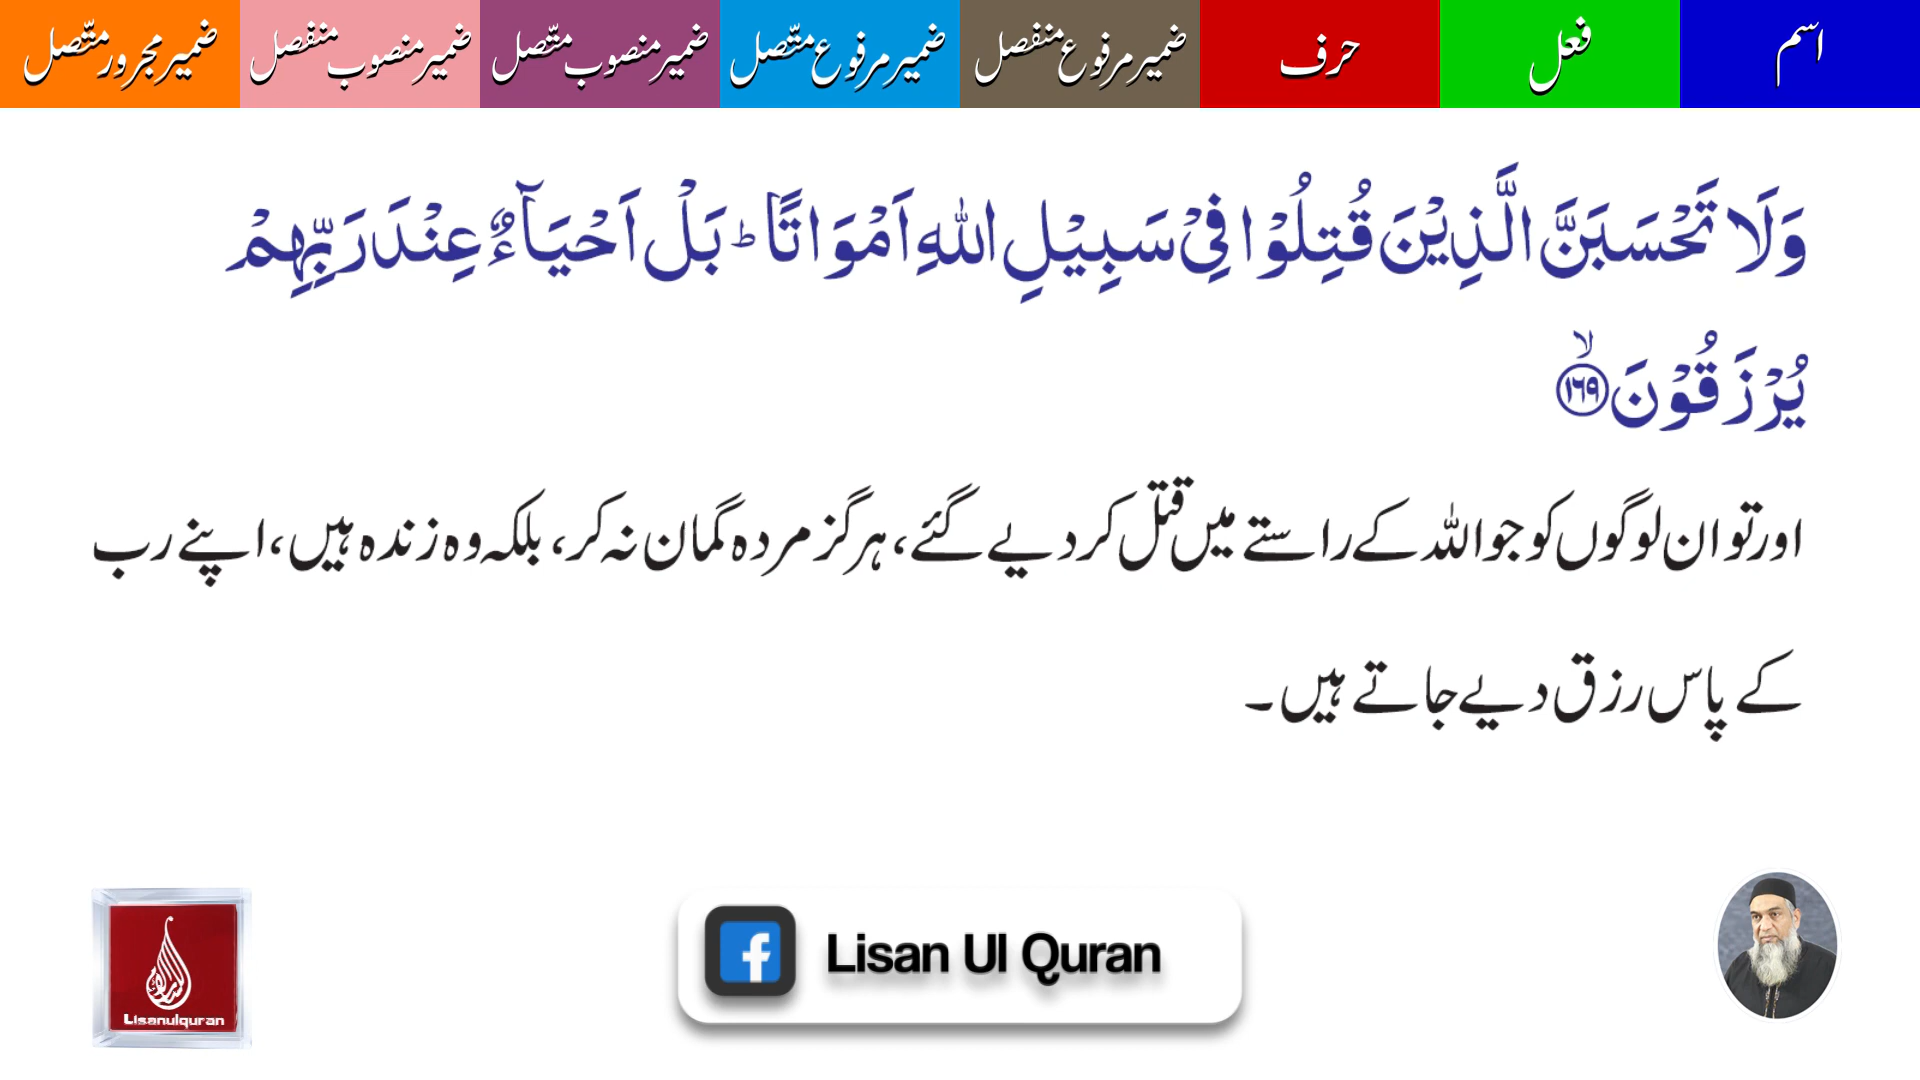 اسم فعل حرف ضمیر مرفوع منفصل ضمیر مرفوع متّصل ضمیر منصوب متّصل ضمیر منصوب منفصل ضمیر مجرور متّصل
وَلَا تَحْسَبَنَّ الَّذِيْنَ قُتِلُوْا فِيْ سَبِيْلِ اللّٰهِ اَمْوَاتًا ؕ بَلْ اَحْيَآءٌ عِنْدَ رَبِّهِمْ
يُرْزَقُوْنَ ۙ ﴿١٦٩﴾
اور تو ان لوگوں کو جو اللہ کے راستے میں قتل کر دیے گئے، ہرگز مردہ گمان نہ کر، بلکہ وہ زندہ ہیں، اپنے رب
کے پاس رزق دیے جاتے ہیں۔
Lisan Ul Quran
Lisanulquran